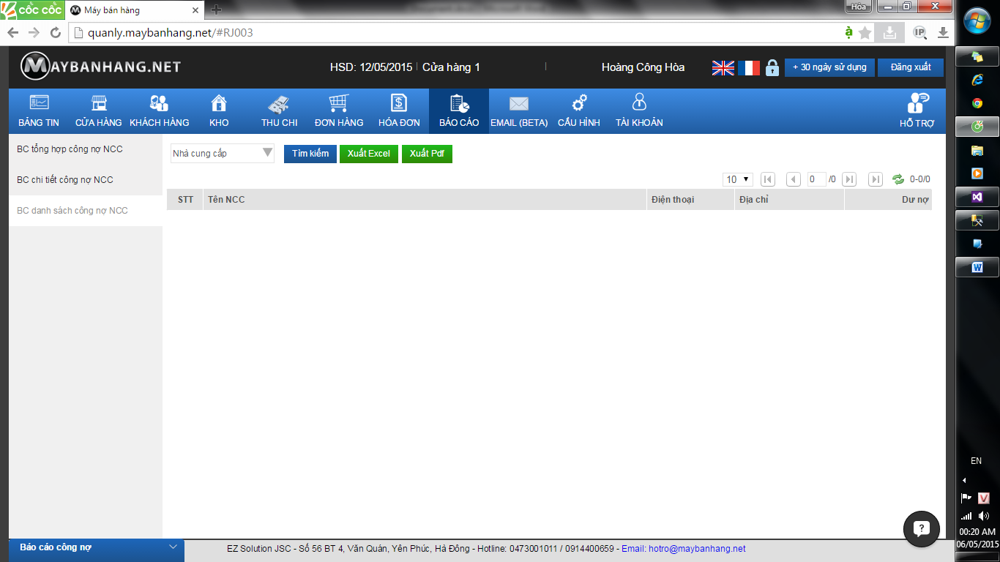 CỐC CỐC
Máy bán hàng
Hòa
quanly.maybanhang.net/#RJ003
IP
MAYBANHANG.NET
HSD: 12/05/2015 | Cửa hàng 1 | Hoàng Công Hòa
+ 30 ngày sử dụng
Đăng xuất
BẢNG TIN
CỬA HÀNG
KHÁCH HÀNG
KHO
THU CHI
ĐƠN HÀNG
HÓA ĐƠN
BÁO CÁO
EMAIL (BETA)
CẤU HÌNH
TÀI KHOẢN
HỖ TRỢ
BC tổng hợp công nợ NCC
BC chi tiết công nợ NCC
BC danh sách công nợ NCC
Nhà cung cấp
Tìm kiếm
Xuất Excel
Xuất Pdf
10
0 /0
0-0/0
STT
Tên NCC
Điện thoại
Địa chỉ
Dư nợ
Báo cáo công nợ
EZ Solution JSC - Số 56 BT 4, Văn Quán, Yên Phúc, Hà Đông - Hotline: 0473001011 / 0914400659 - Email: hotro@maybanhang.net
EN
V
00:20 AM
06/05/2015